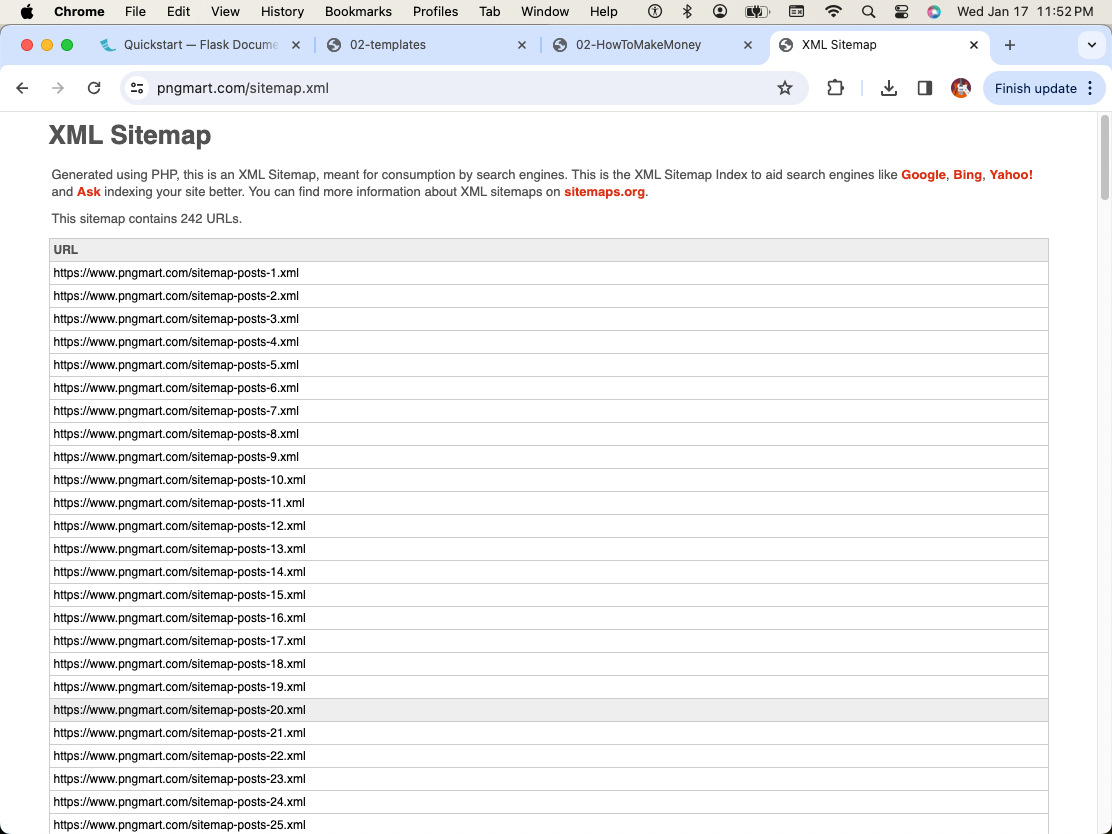 Chrome File Edit View History Bookmarks Profiles Tab Window Help Wed Jan 17 11:52 PM
Quickstart — Flask Docume 02-templates 02-HowToMakeMoney XML Sitemap
pngmart.com/sitemap.xml Finish update
XML Sitemap
Generated using PHP, this is an XML Sitemap, meant for consumption by search engines. This is the XML Sitemap Index to aid search engines like Google, Bing, Yahoo!
and Ask indexing your site better. You can find more information about XML sitemaps on sitemaps.org.
This sitemap contains 242 URLs.
URL
https://www.pngmart.com/sitemap-posts-1.xml
https://www.pngmart.com/sitemap-posts-2.xml
https://www.pngmart.com/sitemap-posts-3.xml
https://www.pngmart.com/sitemap-posts-4.xml
https://www.pngmart.com/sitemap-posts-5.xml
https://www.pngmart.com/sitemap-posts-6.xml
https://www.pngmart.com/sitemap-posts-7.xml
https://www.pngmart.com/sitemap-posts-8.xml
https://www.pngmart.com/sitemap-posts-9.xml
https://www.pngmart.com/sitemap-posts-10.xml
https://www.pngmart.com/sitemap-posts-11.xml
https://www.pngmart.com/sitemap-posts-12.xml
https://www.pngmart.com/sitemap-posts-13.xml
https://www.pngmart.com/sitemap-posts-14.xml
https://www.pngmart.com/sitemap-posts-15.xml
https://www.pngmart.com/sitemap-posts-16.xml
https://www.pngmart.com/sitemap-posts-17.xml
https://www.pngmart.com/sitemap-posts-18.xml
https://www.pngmart.com/sitemap-posts-19.xml
https://www.pngmart.com/sitemap-posts-20.xml
https://www.pngmart.com/sitemap-posts-21.xml
https://www.pngmart.com/sitemap-posts-22.xml
https://www.pngmart.com/sitemap-posts-23.xml
https://www.pngmart.com/sitemap-posts-24.xml
https://www.pngmart.com/sitemap-posts-25.xml